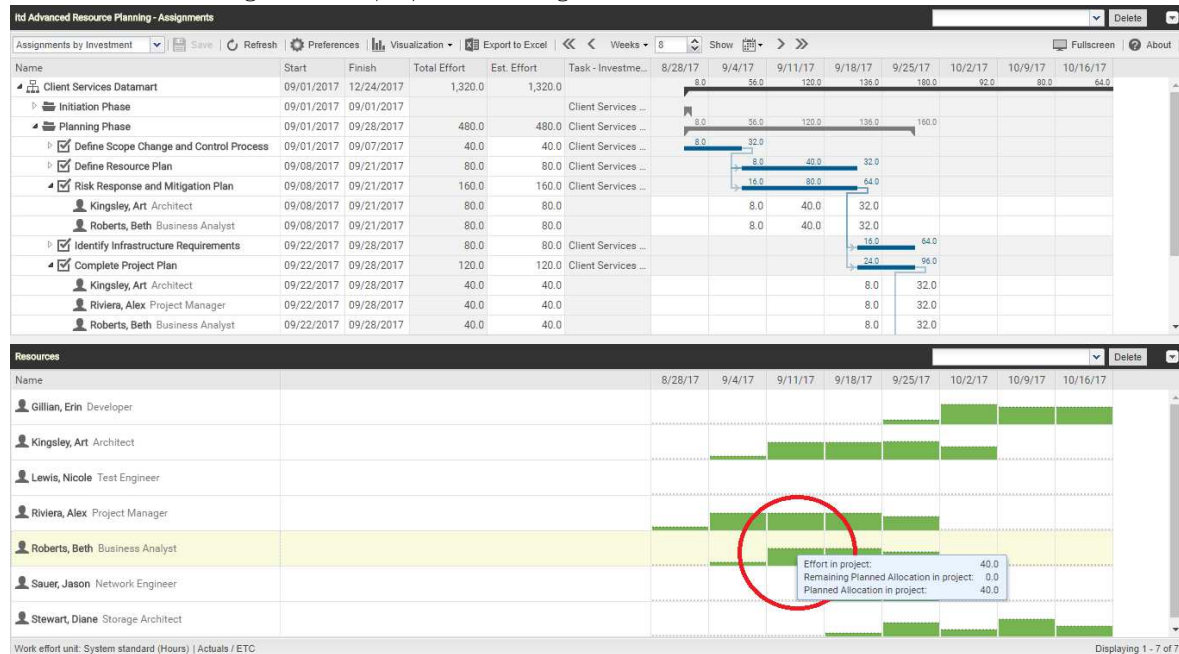 itd Advanced Resource Planning - Assignments Delete
Assignments by Investment Save Refresh Preferences Visualization Export to Excel Weeks 8 Show Fullscreen About
Name Start Finish Total Effort Est. Effort Task - Investme... 8/28/17 9/4/17 9/11/17 9/18/17 9/25/17 10/2/17 10/9/17 10/16/17
Client Services Datamart 09/01/2017 12/24/2017 1,320.0 1,320.0 8.0 56.0 120.0 136.0 180.0 92.0 80.0 64.0
Initiation Phase 09/01/2017 09/01/2017 Client Services ...
Planning Phase 09/01/2017 09/28/2017 480.0 480.0 Client Services ... 8.0 56.0 120.0 136.0 160.0
Define Scope Change and Control Process 09/01/2017 09/07/2017 40.0 40.0 Client Services ... 8.0 32.0
Define Resource Plan 09/08/2017 09/21/2017 80.0 80.0 Client Services ... 8.0 40.0 32.0
Risk Response and Mitigation Plan 09/08/2017 09/21/2017 160.0 160.0 Client Services ... 16.0 80.0 64.0
Kingsley, Art Architect 09/08/2017 09/21/2017 80.0 80.0 8.0 40.0 32.0
Roberts, Beth Business Analyst 09/08/2017 09/21/2017 80.0 80.0 8.0 40.0 32.0
Identify Infrastructure Requirements 09/22/2017 09/28/2017 80.0 80.0 Client Services ... 16.0 64.0
Complete Project Plan 09/22/2017 09/28/2017 120.0 120.0 Client Services ... 24.0 96.0
Kingsley, Art Architect 09/22/2017 09/28/2017 40.0 40.0 8.0 32.0
Riviera, Alex Project Manager 09/22/2017 09/28/2017 40.0 40.0 8.0 32.0
Roberts, Beth Business Analyst 09/22/2017 09/28/2017 40.0 40.0 8.0 32.0
Resources Delete
Name 8/28/17 9/4/17 9/11/17 9/18/17 9/25/17 10/2/17 10/9/17 10/16/17
Gillian, Erin Developer
Kingsley, Art Architect
Lewis, Nicole Test Engineer
Riviera, Alex Project Manager
Roberts, Beth Business Analyst
Effort in project: 40.0
Remaining Planned Allocation in project: 0.0
Planned Allocation in project: 40.0
Sauer, Jason Network Engineer
Stewart, Diane Storage Architect
Work effort unit: System standard (Hours) | Actuals / ETC Displaying 1 - 7 of 7